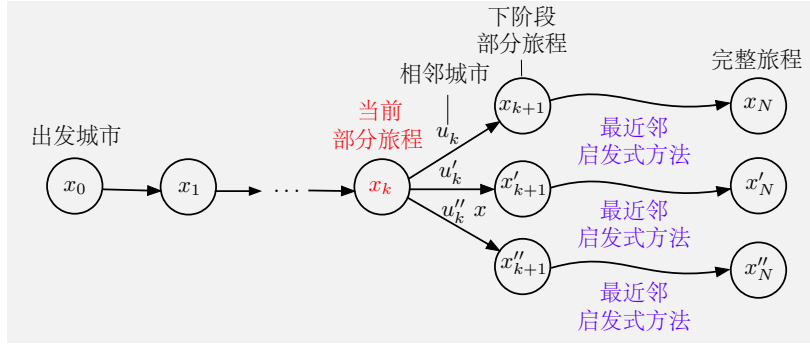 下阶段
部分旅程
完整旅程
相邻城市
当前
部分旅程
出发城市
x_{k+1}
x_N
u_k
最近邻
启发式方法
x_0
x_1
⋯
x_k
u'_k
x'_{k+1}
x'_N
u''_k x
最近邻
启发式方法
x''_{k+1}
x''_N
最近邻
启发式方法